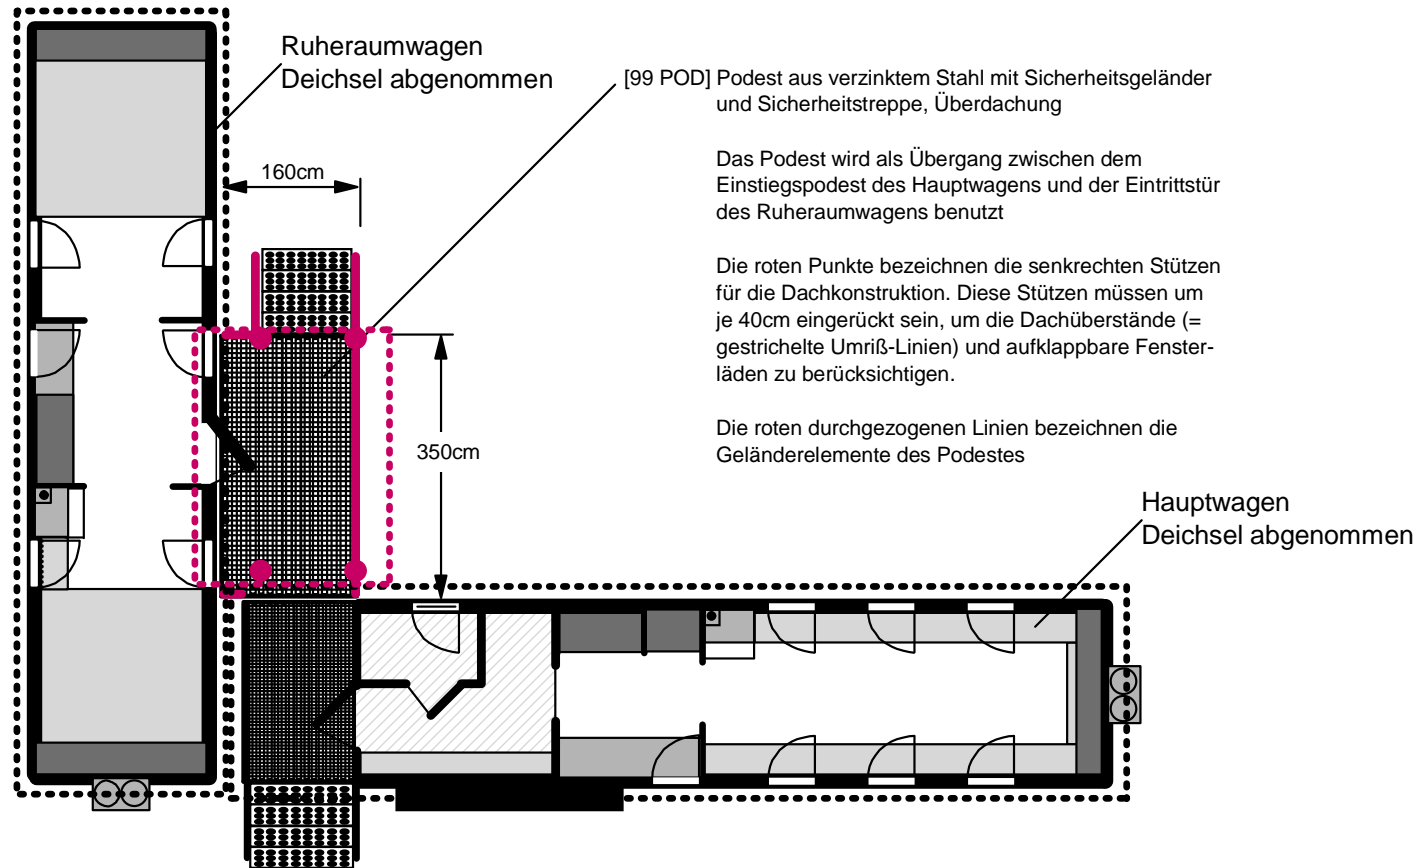 Ruheraumwagen
Deichsel abgenommen
[99 POD] Podest aus verzinktem Stahl mit Sicherheitsgeländer
und Sicherheitstreppe, Überdachung
Das Podest wird als Übergang zwischen dem
Einstiegspodest des Hauptwagens und der Eintrittstür
des Ruheraumwagens benutzt
Die roten Punkte bezeichnen die senkrechten Stützen
für die Dachkonstruktion. Diese Stützen müssen um
je 40cm eingerückt sein, um die Dachüberstände (=
gestrichelte Umriß-Linien) und aufklappbare Fenster-
läden zu berücksichtigen.
Die roten durchgezogenen Linien bezeichnen die
Geländerelemente des Podestes
160cm
350cm
Hauptwagen
Deichsel abgenommen